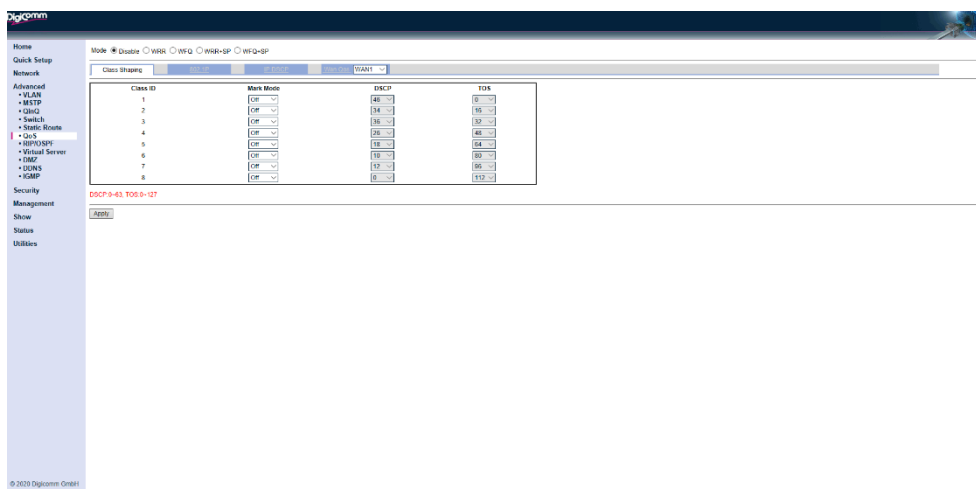 Digicomm
Home
Quick Setup
Network
Advanced
• VLAN
• MSTP
• QinQ
• Switch
• Static Route
• QoS
• RIP/OSPF
• Virtual Server
• DMZ
• DDNS
• IGMP
Security
Management
Show
Status
Utilities
© 2020 Digicomm GmbH
Mode Disable WRR WFQ WRR+SP WFQ+SP
Class Shaping WAN1
Class ID Mark Mode DSCP TOS
1 Off 46 0
2 Off 34 16
3 Off 36 32
4 Off 26 48
5 Off 18 64
6 Off 10 80
7 Off 12 96
8 Off 0 112
DSCP:0~63, TOS:0~127
Apply